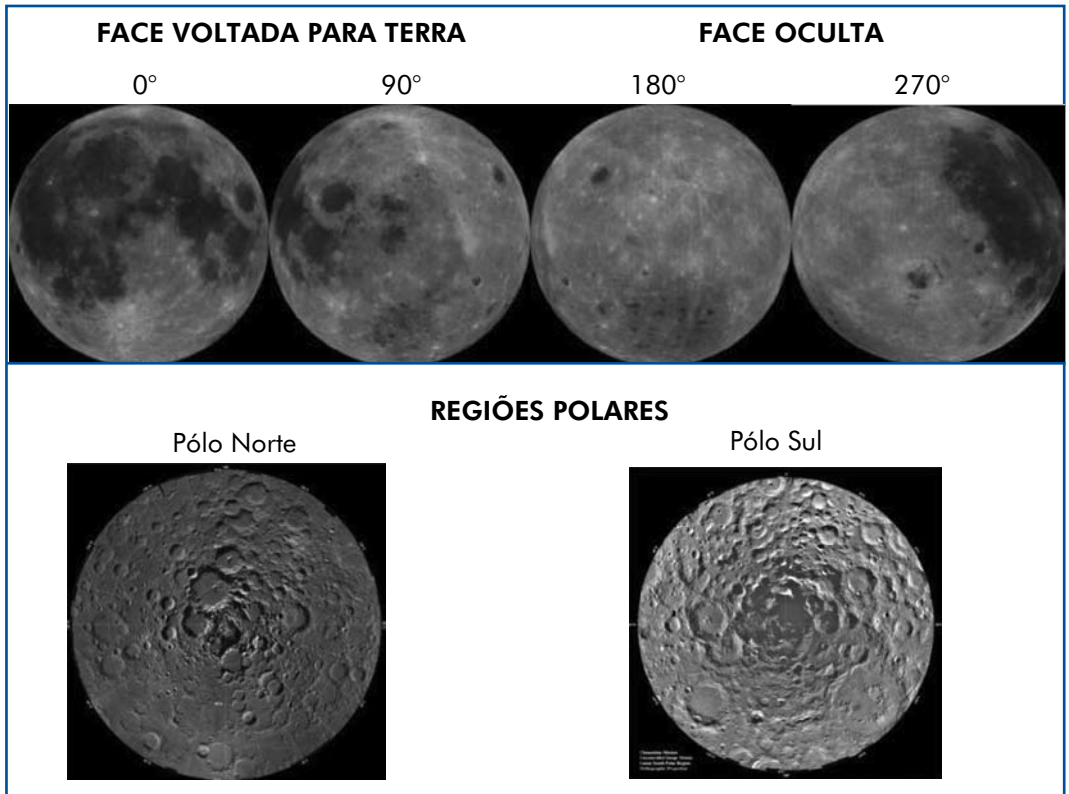 FACE VOLTADA PARA TERRA FACE OCULTA
0° 90° 180° 270°
REGIÕES POLARES
Pólo Norte Pólo Sul